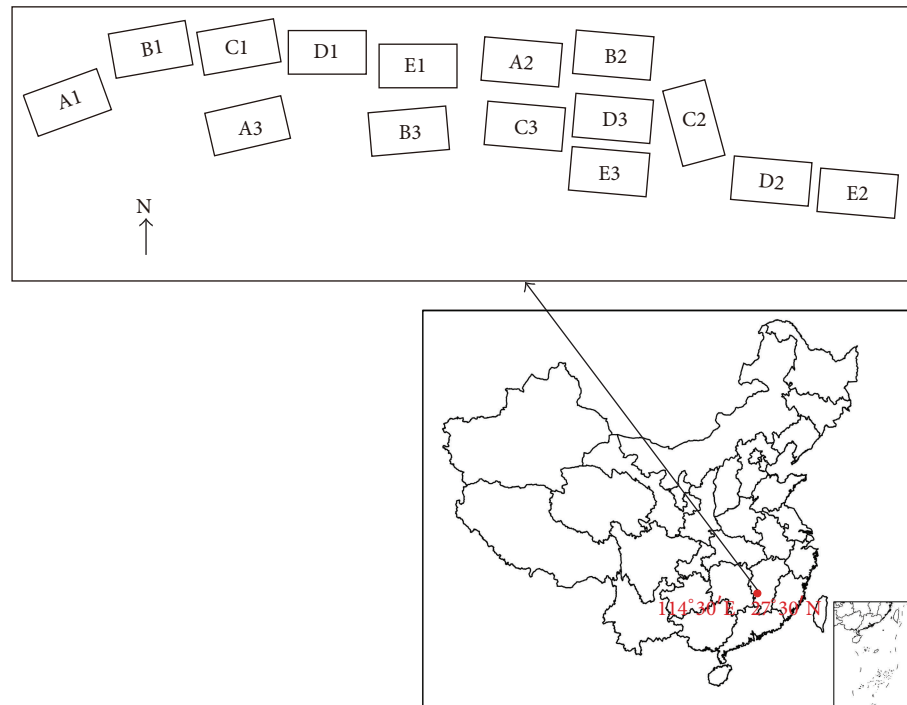 B1 C1 D1 E1 A2 B2
A1 A3 B3 C3 D3 C2
E3 D2 E2
N
114°30′E 27°30′N